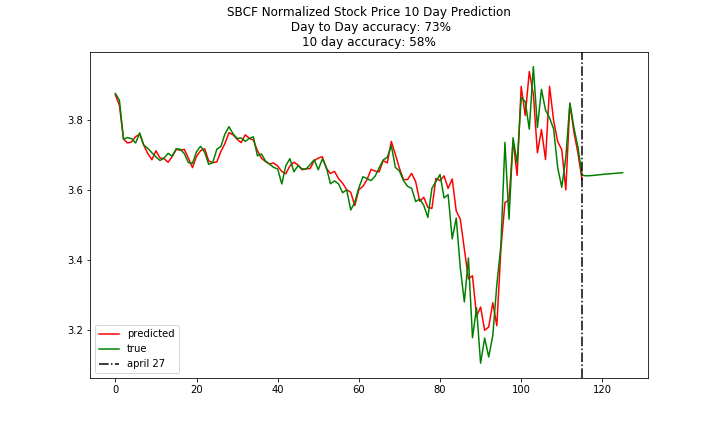 SBCF Normalized Stock Price 10 Day Prediction
Day to Day accuracy: 73%
10 day accuracy: 58%
3.8
3.6
3.4
3.2
predicted
true
april 27
0 20 40 60 80 100 120